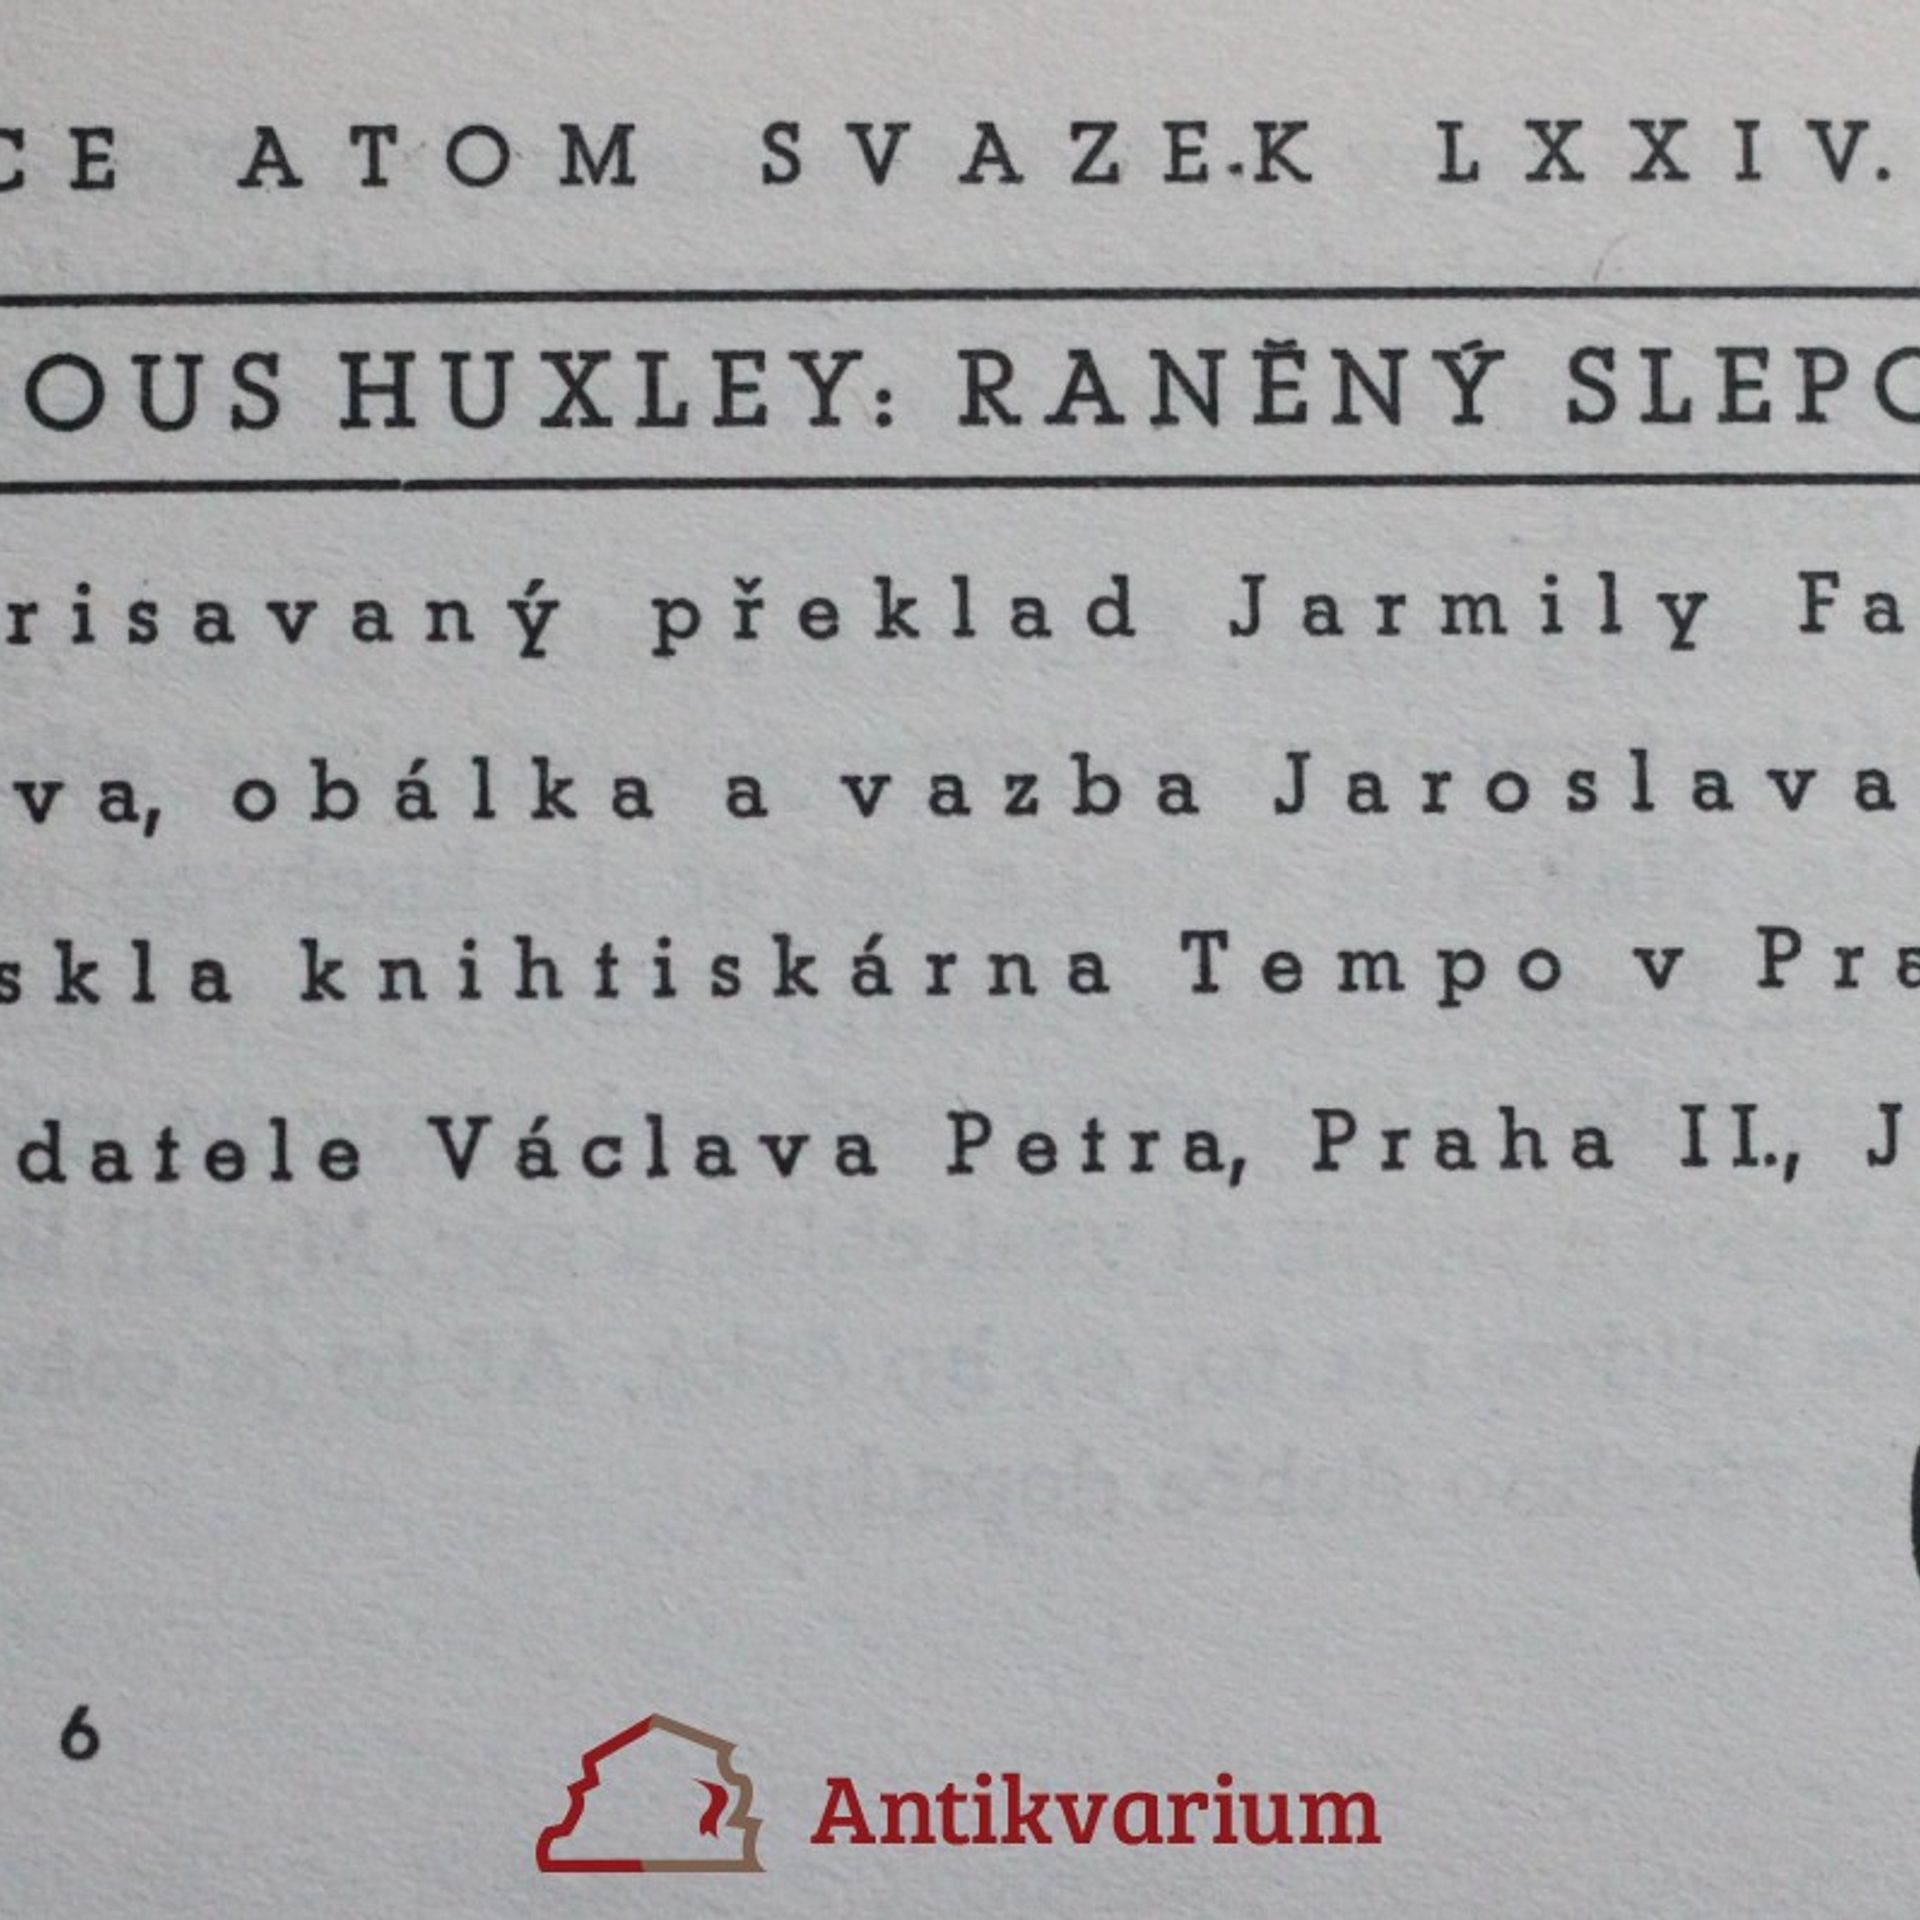 CE ATOM SVAZEK LXXIV.
OUS HUXLEY: RANĚNÝ SLEPO
risavaný překlad Jarmily Fa
va, obálka a vazba Jaroslava
skla knihtiskárna Tempo v Pra
datele Václava Petra, Praha II., J
6
Antikvarium